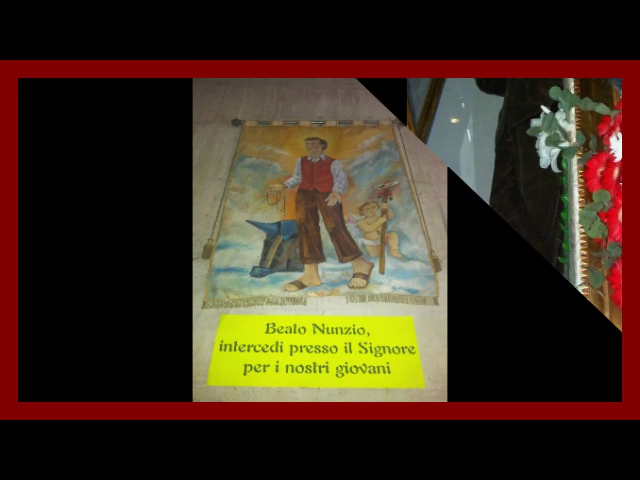 Beato Nunzio,
intercedi presso il Signore
per i nostri giovani